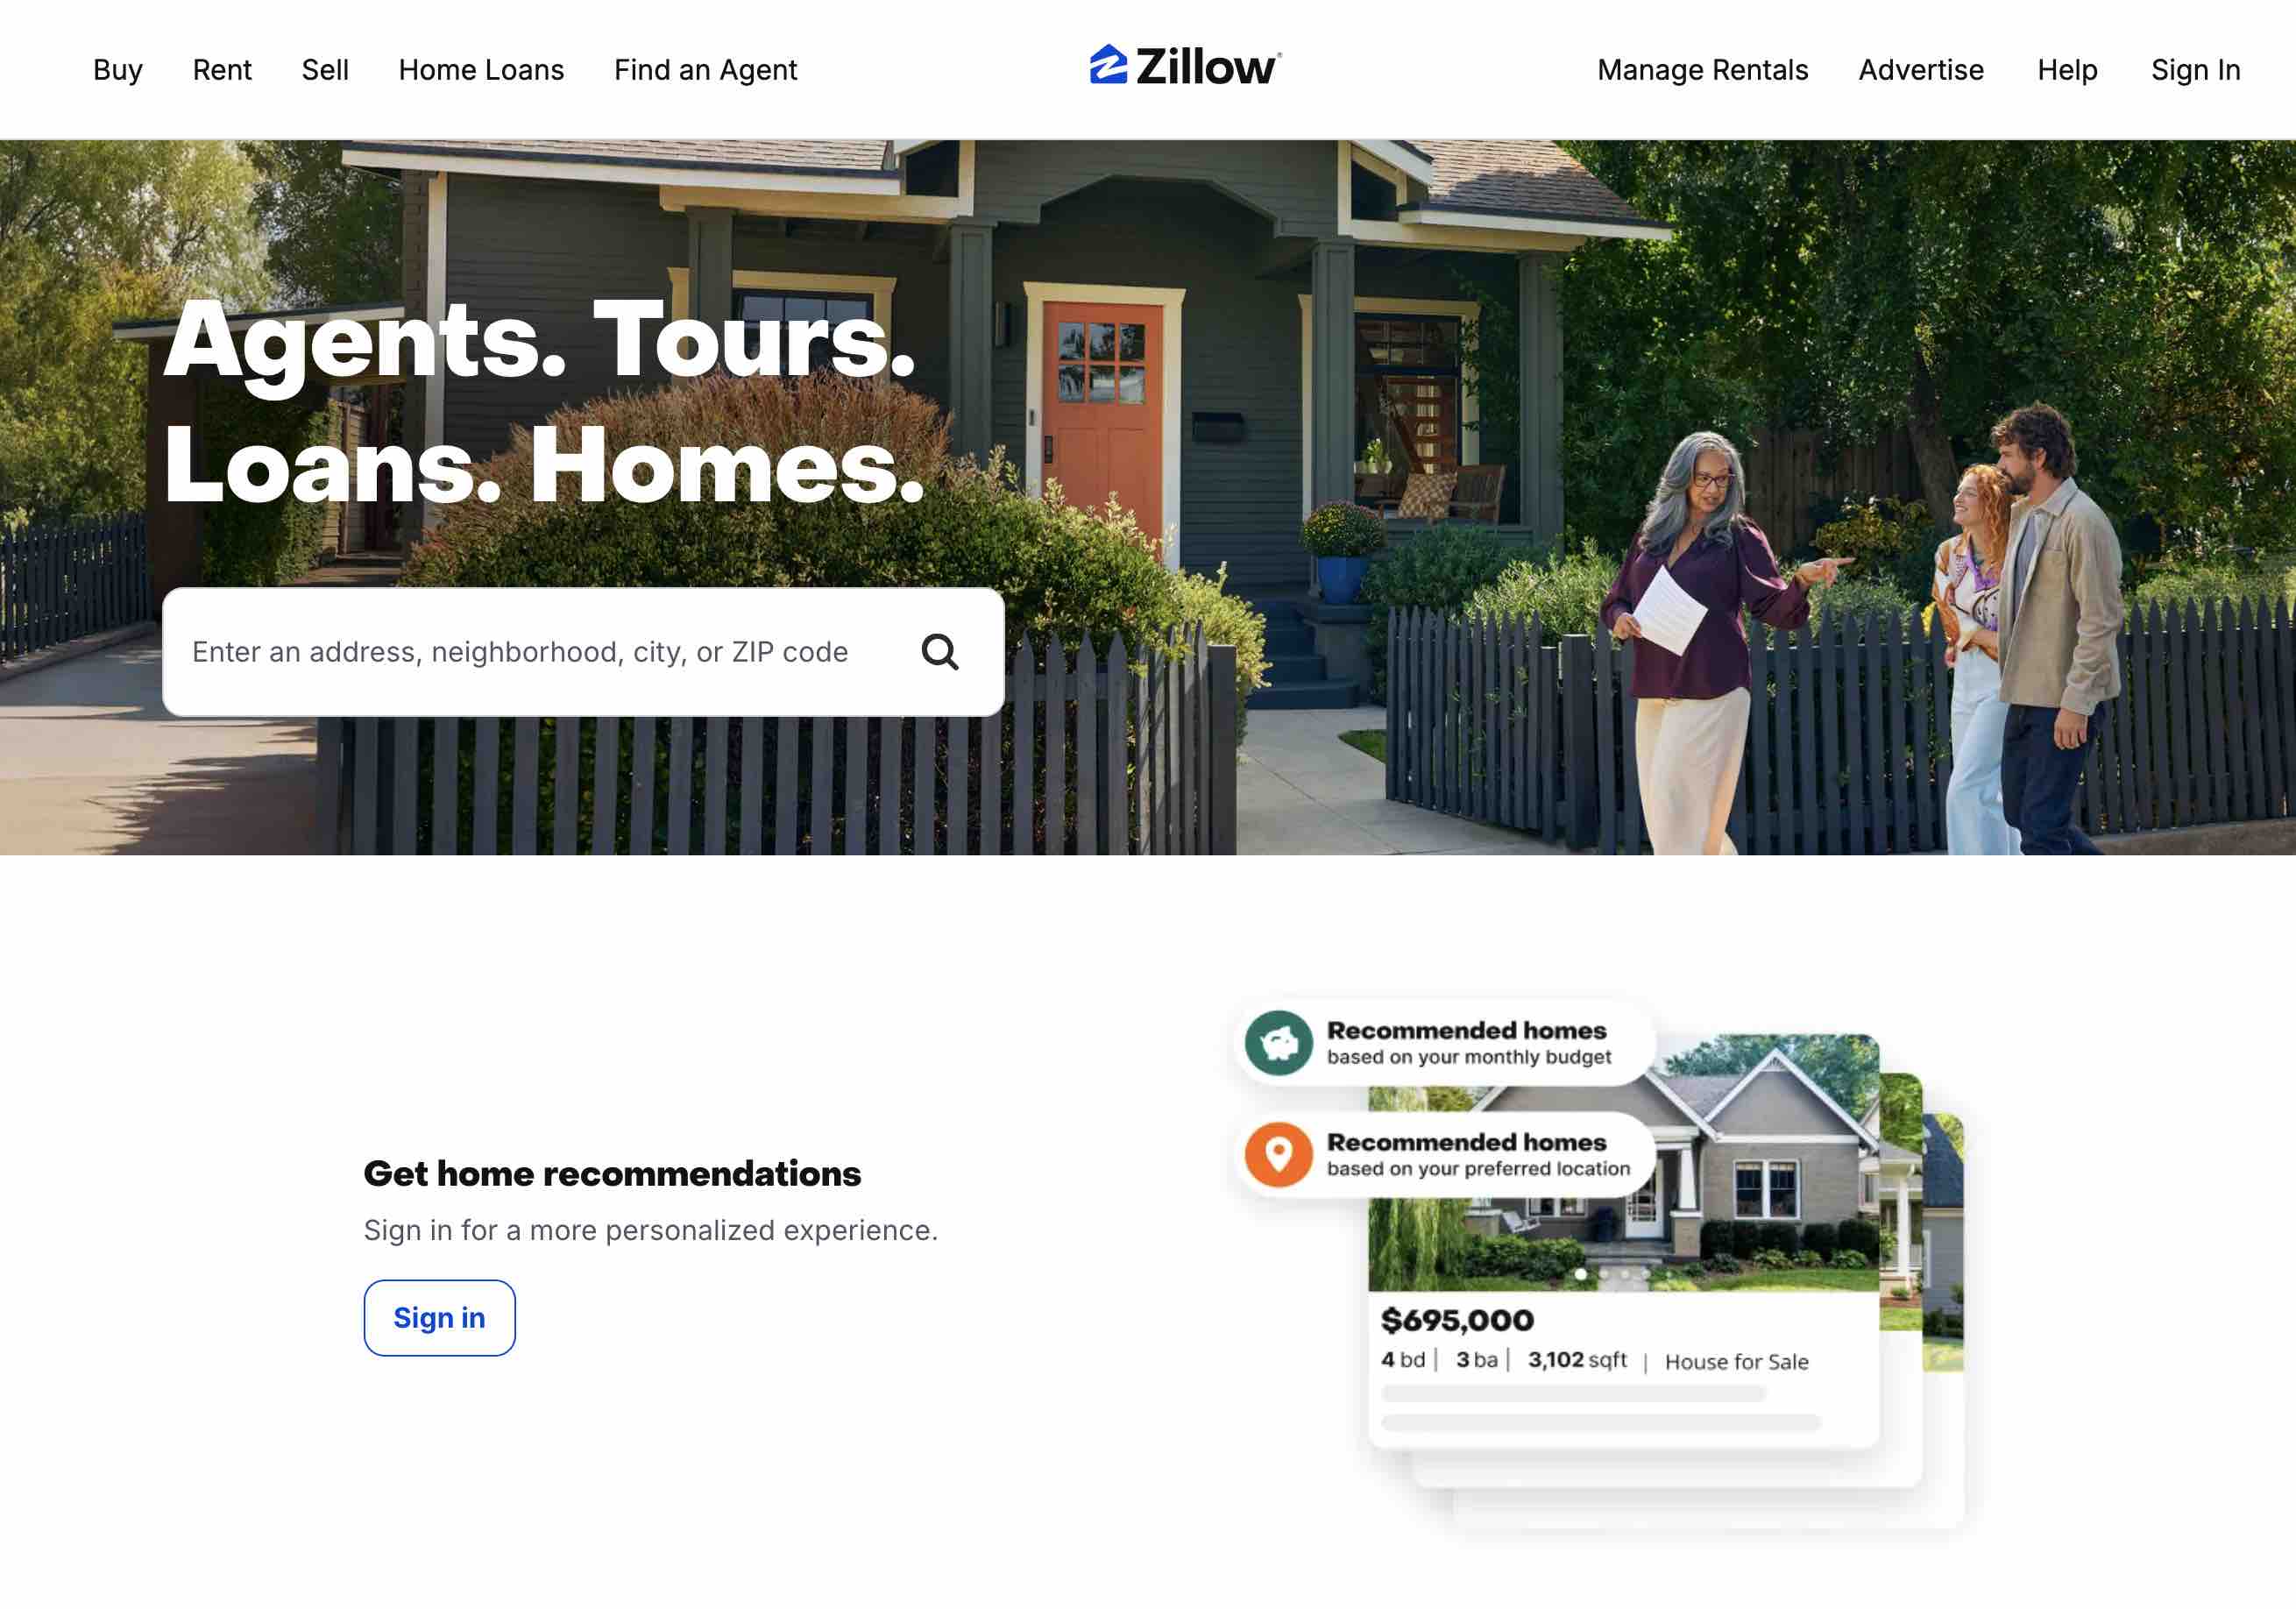 Buy Rent Sell Home Loans Find an Agent Zillow® Manage Rentals Advertise Help Sign In
Agents. Tours.
Loans. Homes.
Enter an address, neighborhood, city, or ZIP code
Get home recommendations
Sign in for a more personalized experience.
Sign in
Recommended homes
based on your monthly budget
Recommended homes
based on your preferred location
$695,000
4 bd | 3 ba | 3,102 sqft | House for Sale